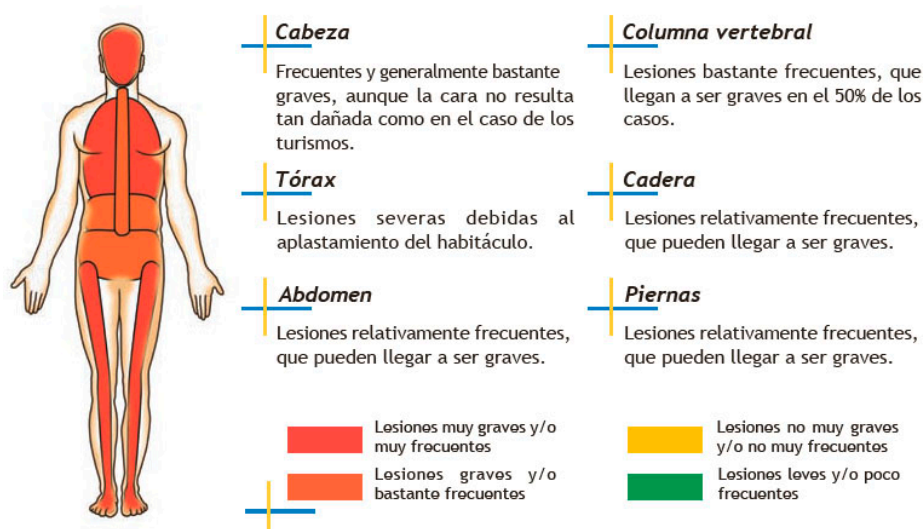 Cabeza
Frecuentes y generalmente bastante
graves, aunque la cara no resulta
tan dañada como en el caso de los
turismos.
Tórax
Lesiones severas debidas al
aplastamiento del habitáculo.
Abdomen
Lesiones relativamente frecuentes,
que pueden llegar a ser graves.
Columna vertebral
Lesiones bastante frecuentes, que
llegan a ser graves en el 50% de los
casos.
Cadera
Lesiones relativamente frecuentes,
que pueden llegar a ser graves.
Piernas
Lesiones relativamente frecuentes,
que pueden llegar a ser graves.
Lesiones muy graves y/o
muy frecuentes
Lesiones graves y/o
bastante frecuentes
Lesiones no muy graves
y/o no muy frecuentes
Lesiones leves y/o poco
frecuentes